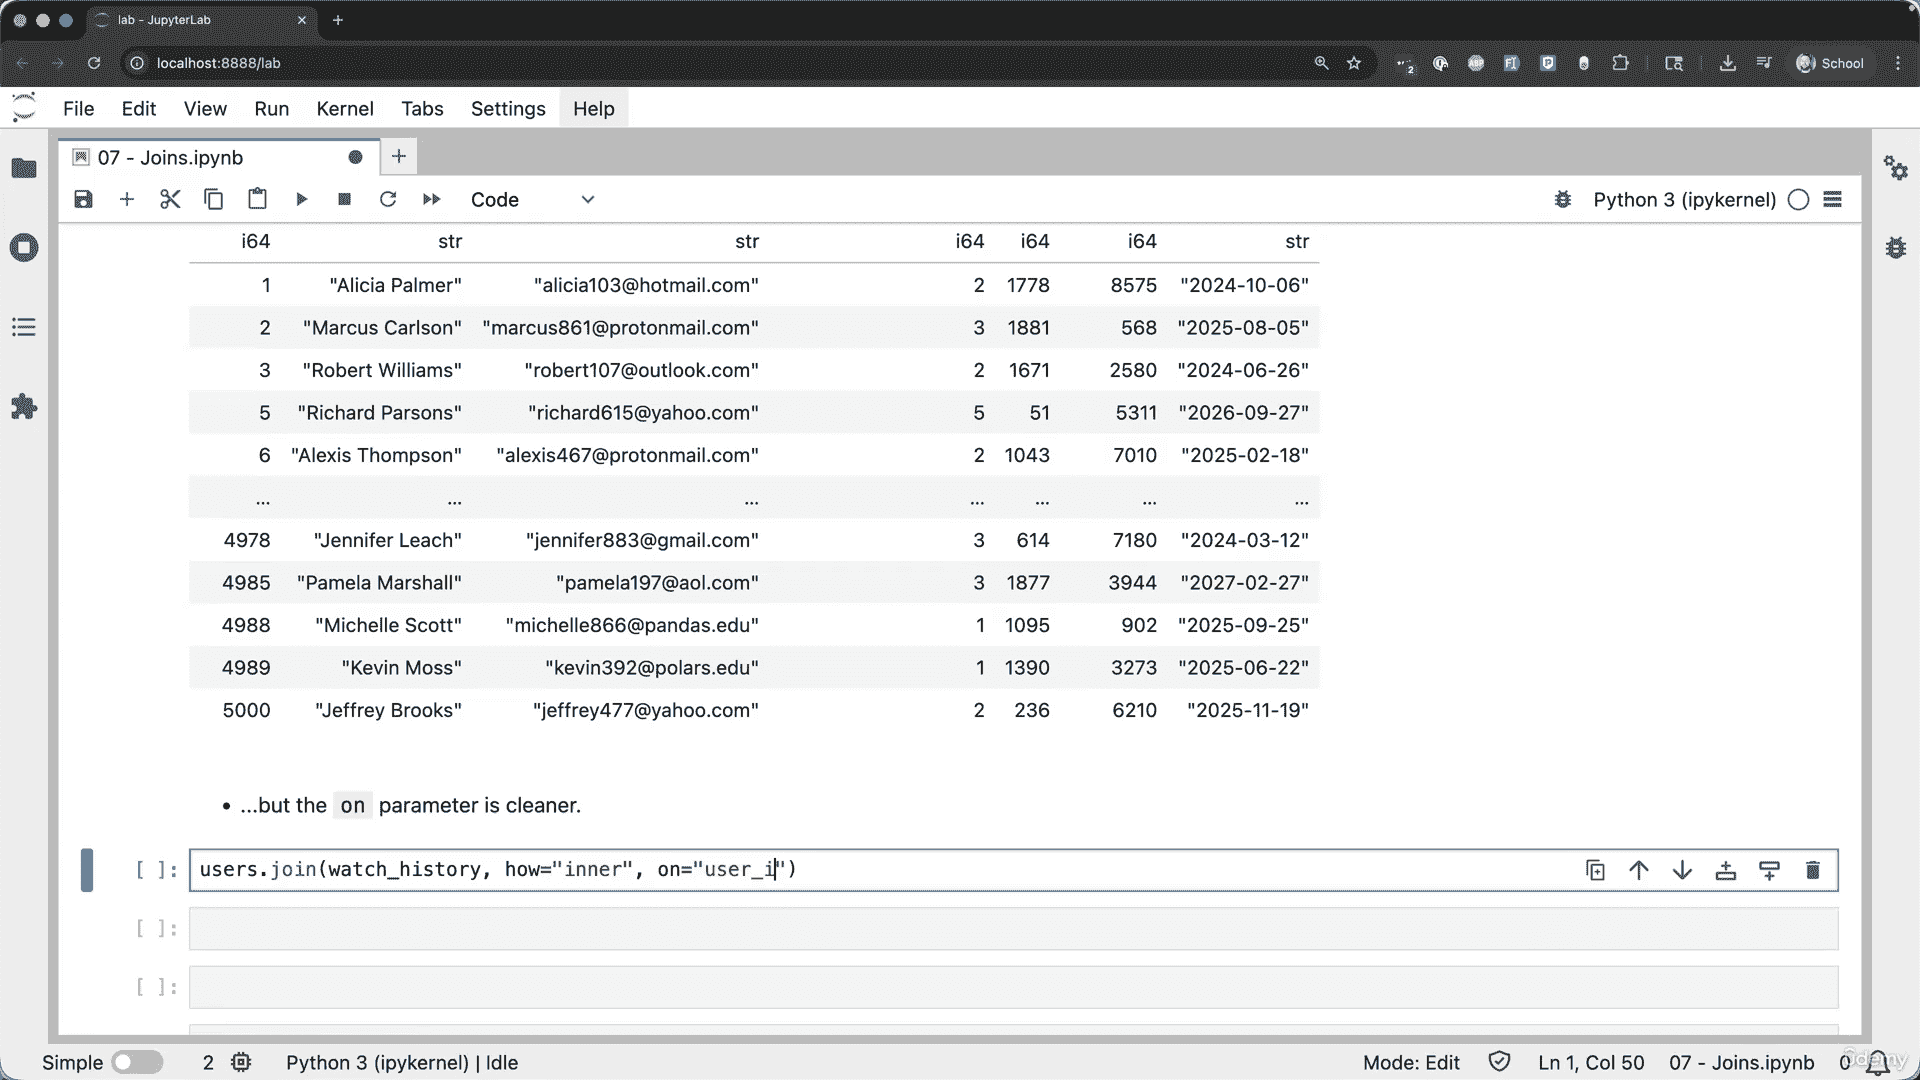 lab - JupyterLab
localhost:8888/lab
2
School
File Edit View Run Kernel Tabs Settings Help
07 - Joins.ipynb
Code
Python 3 (ipykernel)
i64 str str i64 i64 i64 str
1 "Alicia Palmer" "alicia103@hotmail.com" 2 1778 8575 "2024-10-06"
2 "Marcus Carlson" "marcus861@protonmail.com" 3 1881 568 "2025-08-05"
3 "Robert Williams" "robert107@outlook.com" 2 1671 2580 "2024-06-26"
5 "Richard Parsons" "richard615@yahoo.com" 5 51 5311 "2026-09-27"
6 "Alexis Thompson" "alexis467@protonmail.com" 2 1043 7010 "2025-02-18"
... ... ... ... ... ... ...
4978 "Jennifer Leach" "jennifer883@gmail.com" 3 614 7180 "2024-03-12"
4985 "Pamela Marshall" "pamela197@aol.com" 3 1877 3944 "2027-02-27"
4988 "Michelle Scott" "michelle866@pandas.edu" 1 1095 902 "2025-09-25"
4989 "Kevin Moss" "kevin392@polars.edu" 1 1390 3273 "2025-06-22"
5000 "Jeffrey Brooks" "jeffrey477@yahoo.com" 2 236 6210 "2025-11-19"
• ...but the on parameter is cleaner.
[ ]: users.join(watch_history, how="inner", on="user_i")
[ ]:
[ ]:
Simple 2 Python 3 (ipykernel) | Idle Mode: Edit Ln 1, Col 50 07 - Joins.ipynb 0
ûdemy